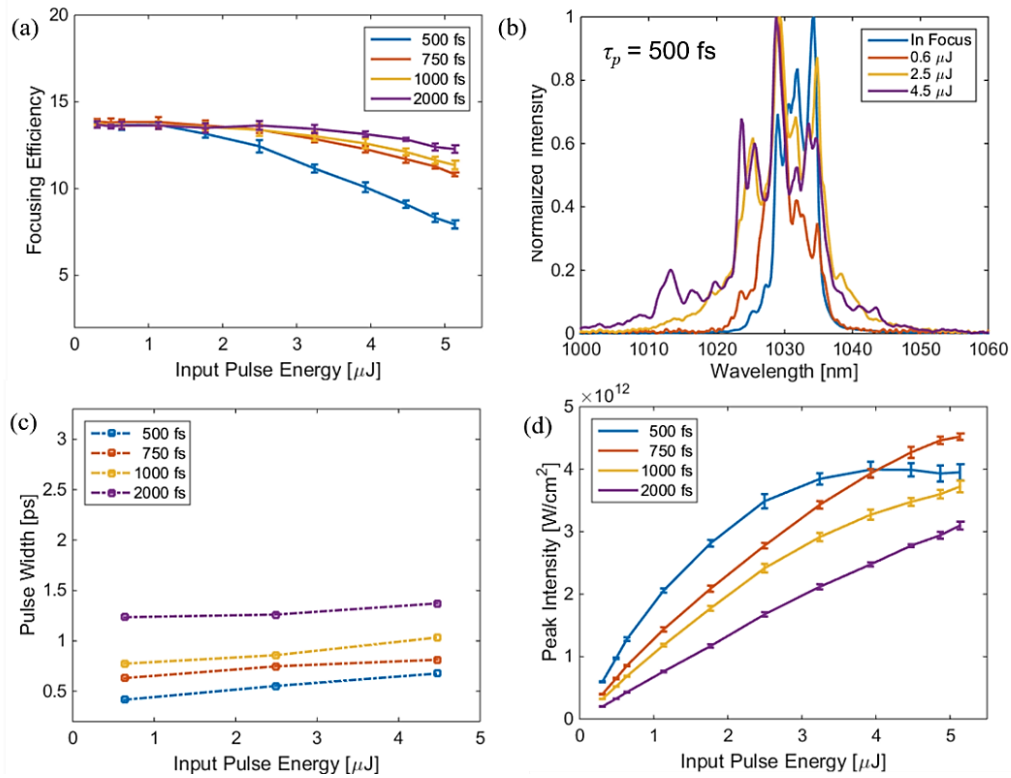 (a)
20
15
10
5
0
1
2
3
4
5
Focusing Efficiency
Input Pulse Energy [μJ]
500 fs
750 fs
1000 fs
2000 fs
(b)
τp = 500 fs
1
0.8
0.6
0.4
0.2
0
1000
1010
1020
1030
1040
1050
1060
Normalized Intensity
Wavelength [nm]
In Focus
0.6 μJ
2.5 μJ
4.5 μJ
(c)
500 fs
750 fs
1000 fs
2000 fs
3
2.5
2
1.5
1
0.5
0
1
2
3
4
5
Pulse Width [ps]
Input Pulse Energy [μJ]
(d)
×10¹²
500 fs
750 fs
1000 fs
2000 fs
5
4
3
2
1
0
0
1
2
3
4
5
Peak Intensity [W/cm²]
Input Pulse Energy [μJ]